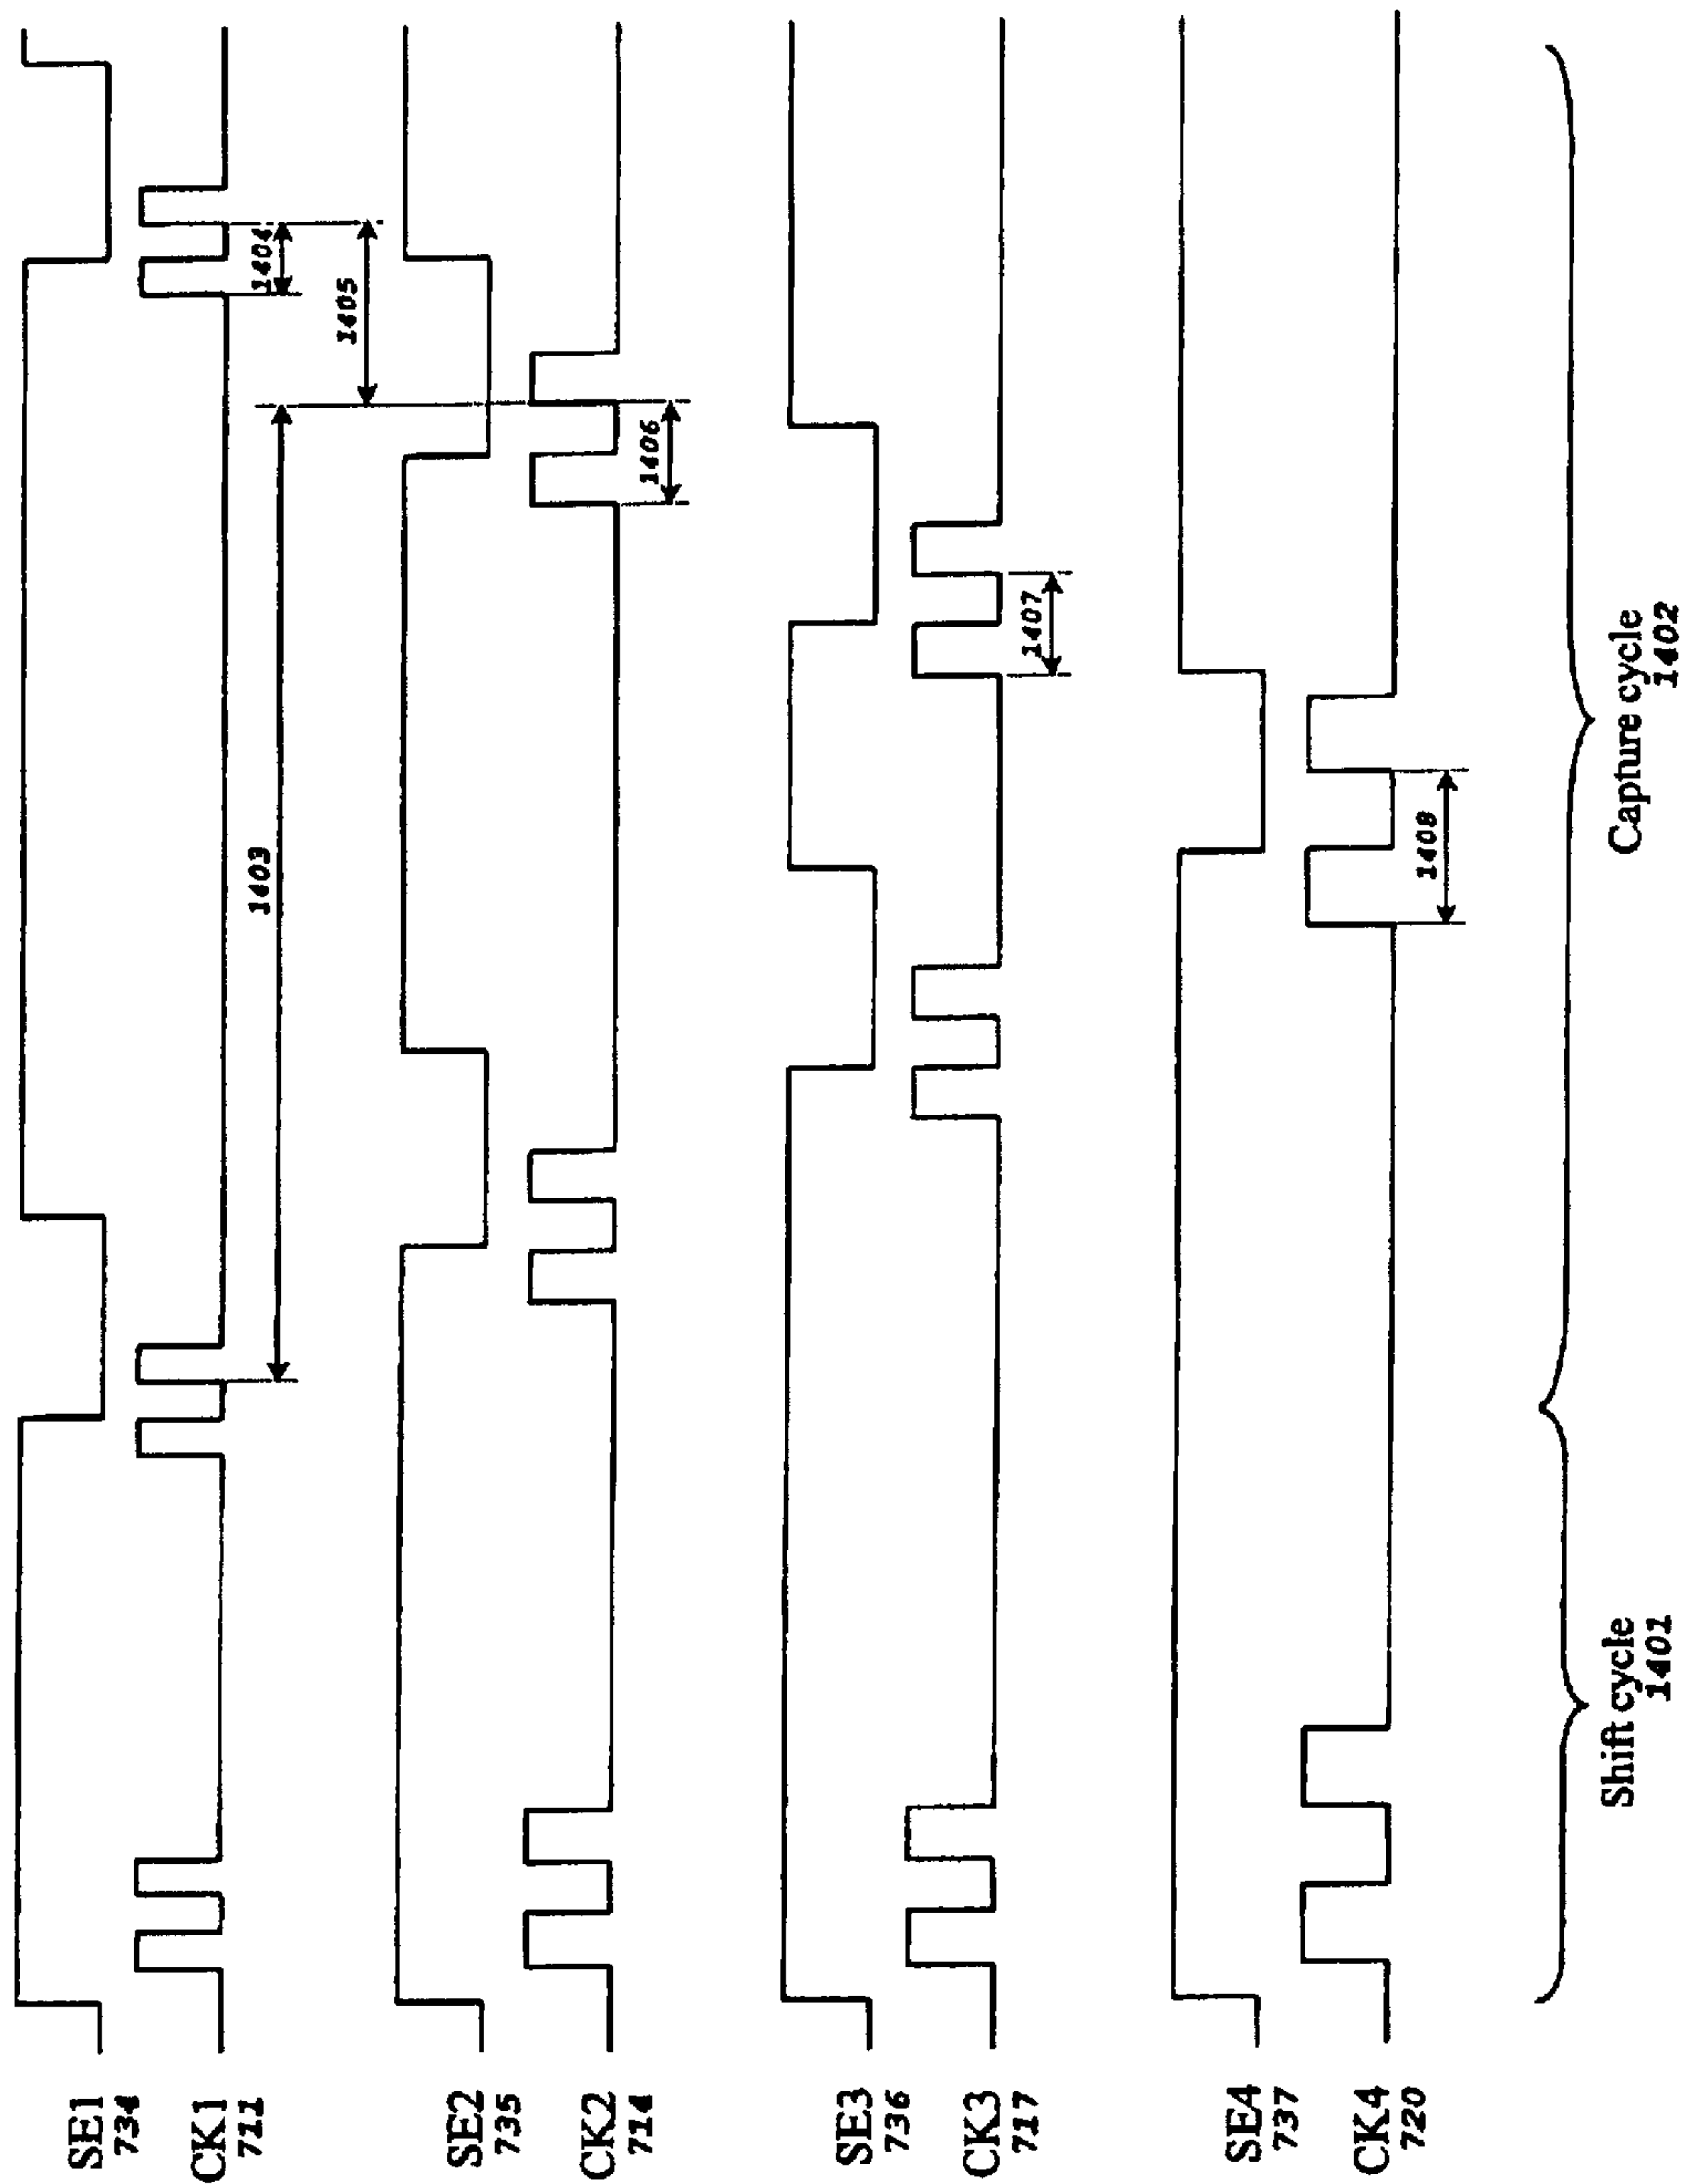 SE1
734
CK1
711
1404
1405
1403
SE2
735
CK2
714
1406
SE3
736
CK3
717
1407
SE4
737
CK4
720
1408
Shift cycle
1401
Capture cycle
1402